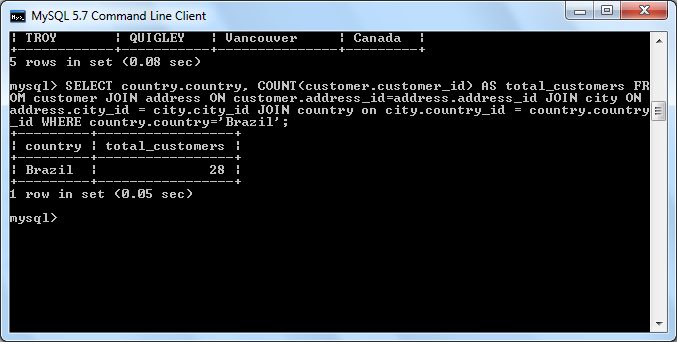 MySQL 5.7 Command Line Client
| TROY | QUIGLEY | Vancouver | Canada |
+------------+-----------+--------------+---------+
5 rows in set (0.08 sec)
mysql> SELECT country.country, COUNT(customer.customer_id) AS total_customers FR
OM customer JOIN address ON customer.address_id=address.address_id JOIN city ON
address.city_id = city.city_id JOIN country on city.country_id = country.country
_id WHERE country.country='Brazil';
+---------+-----------------+
| country | total_customers |
+---------+-----------------+
| Brazil | 28 |
+---------+-----------------+
1 row in set (0.05 sec)
mysql>